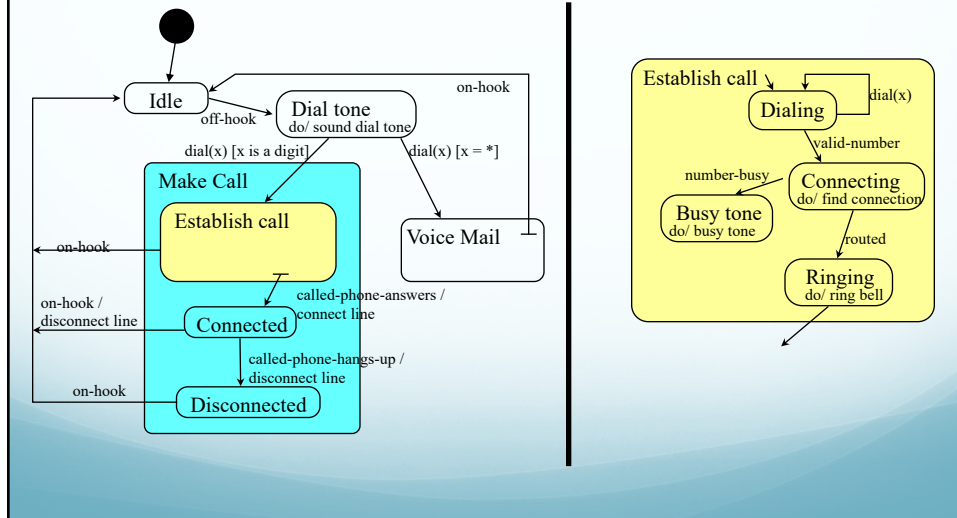 on-hook
Idle
off-hook
Dial tone
do/ sound dial tone
dial(x) [x is a digit]
dial(x) [x = *]
Make Call
Establish call
Voice Mail
on-hook
called-phone-answers /
connect line
on-hook /
disconnect line
Connected
called-phone-hangs-up /
disconnect line
on-hook
Disconnected
Establish call
dial(x)
Dialing
valid-number
number-busy
Connecting
do/ find connection
Busy tone
do/ busy tone
routed
Ringing
do/ ring bell